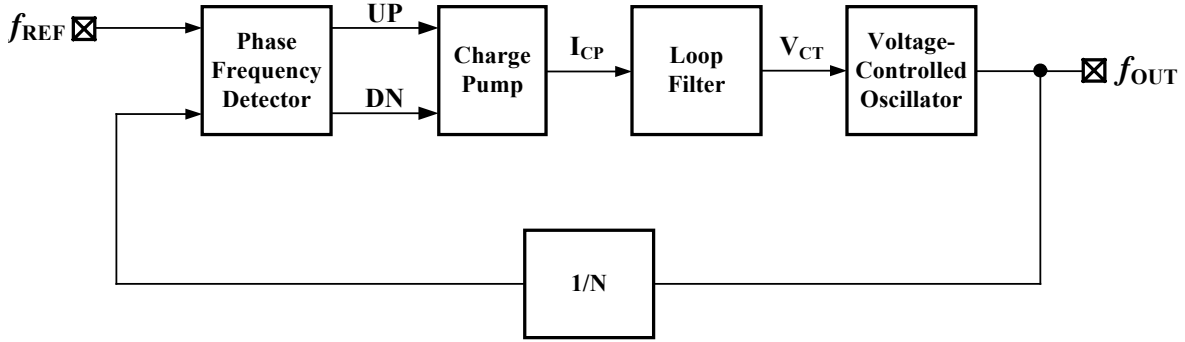 fREF
Phase
Frequency
Detector
UP
DN
Charge
Pump
ICP
Loop
Filter
VCT
Voltage-
Controlled
Oscillator
fOUT
1/N